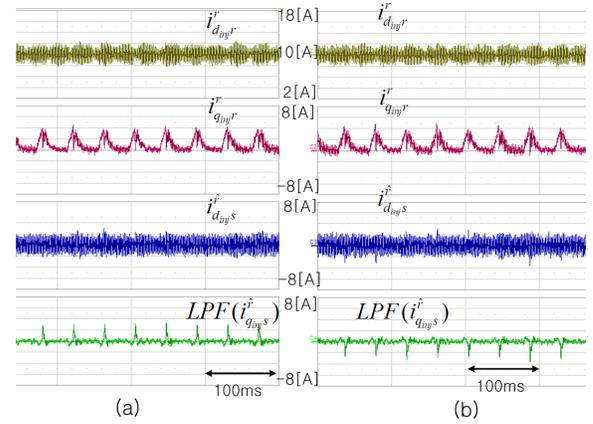 i^r_{d_{inj}r}
18[A]
i^r_{d_{inj}r}
10[A]
2[A]
i^r_{q_{inj}r}
8[A]
i^r_{q_{inj}r}
-8[A]
i^{r̂}_{d_{inj}s}
8[A]
i^{r̂}_{d_{inj}s}
-8[A]
LPF(i^{r̂}_{q_{inj}s})
8[A]
LPF(i^{r̂}_{q_{inj}s})
100ms
-8[A]
100ms
(a)
(b)